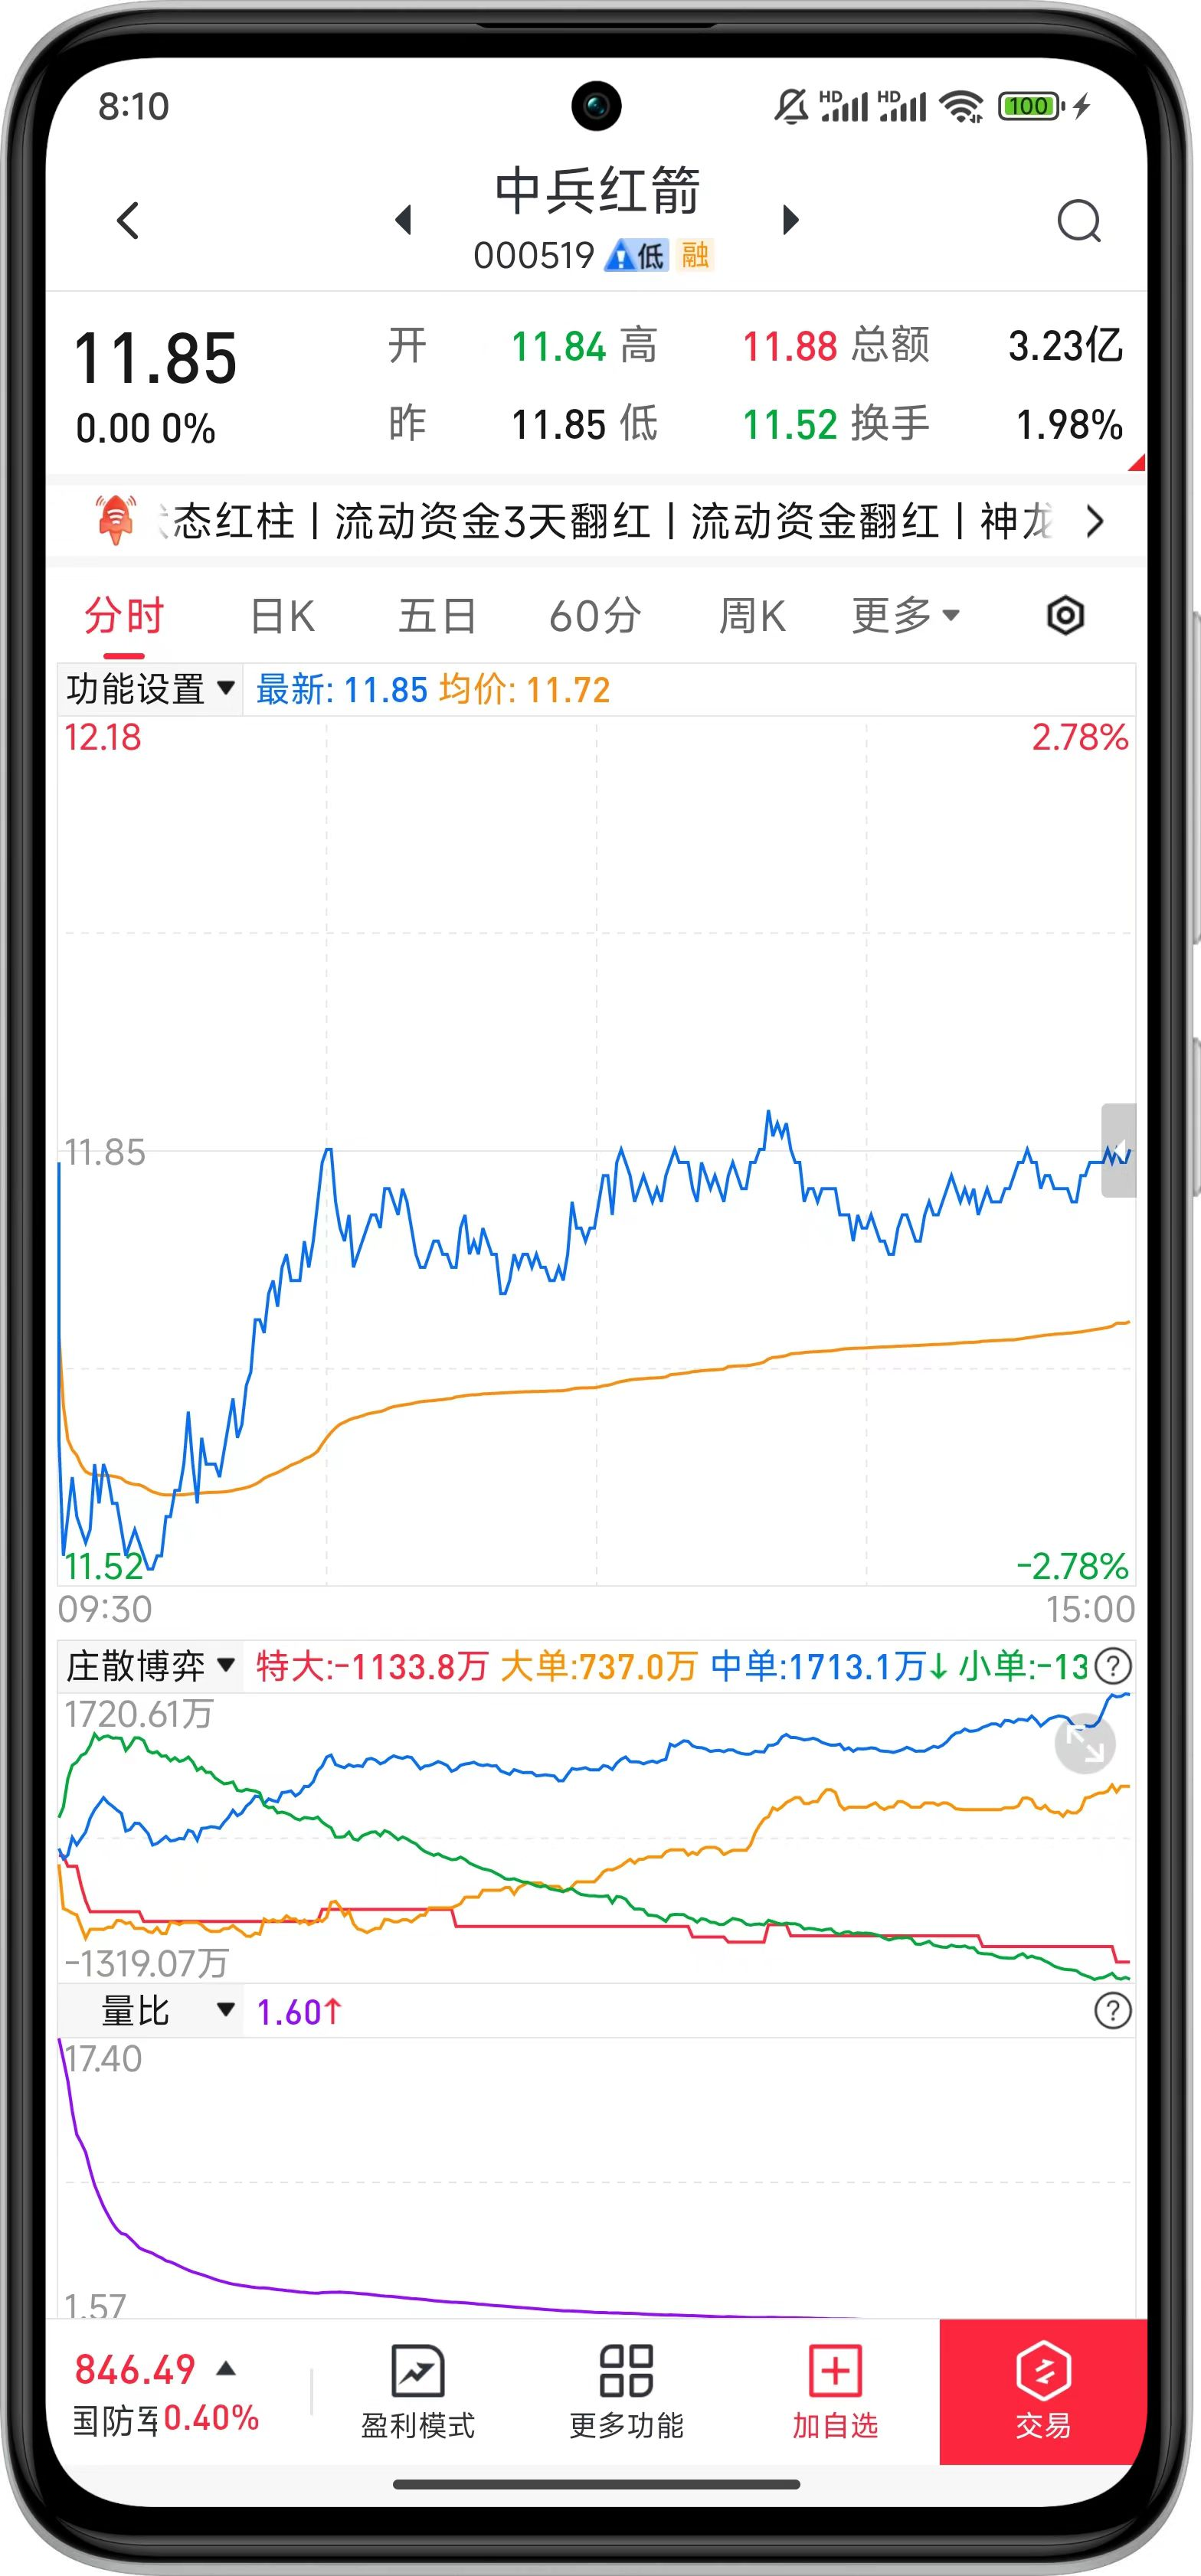 8:10 HD HD 100
中兵红箭
000519 低 融
11.85 开 11.84 高 11.88 总额 3.23亿
0.00 0% 昨 11.85 低 11.52 换手 1.98%
态红柱丨流动资金3天翻红丨流动资金翻红丨神龙
分时 日K 五日 60分 周K 更多
功能设置 最新: 11.85 均价: 11.72
12.18 2.78%
11.85
11.52 -2.78%
09:30 15:00
庄散博弈 特大:-1133.8万 大单:737.0万 中单:1713.1万↓ 小单:-13 ?
1720.61万
-1319.07万
量比 1.60↑ ?
17.40
1.57
846.49
国防军 0.40% 盈利模式 更多功能 加自选 交易